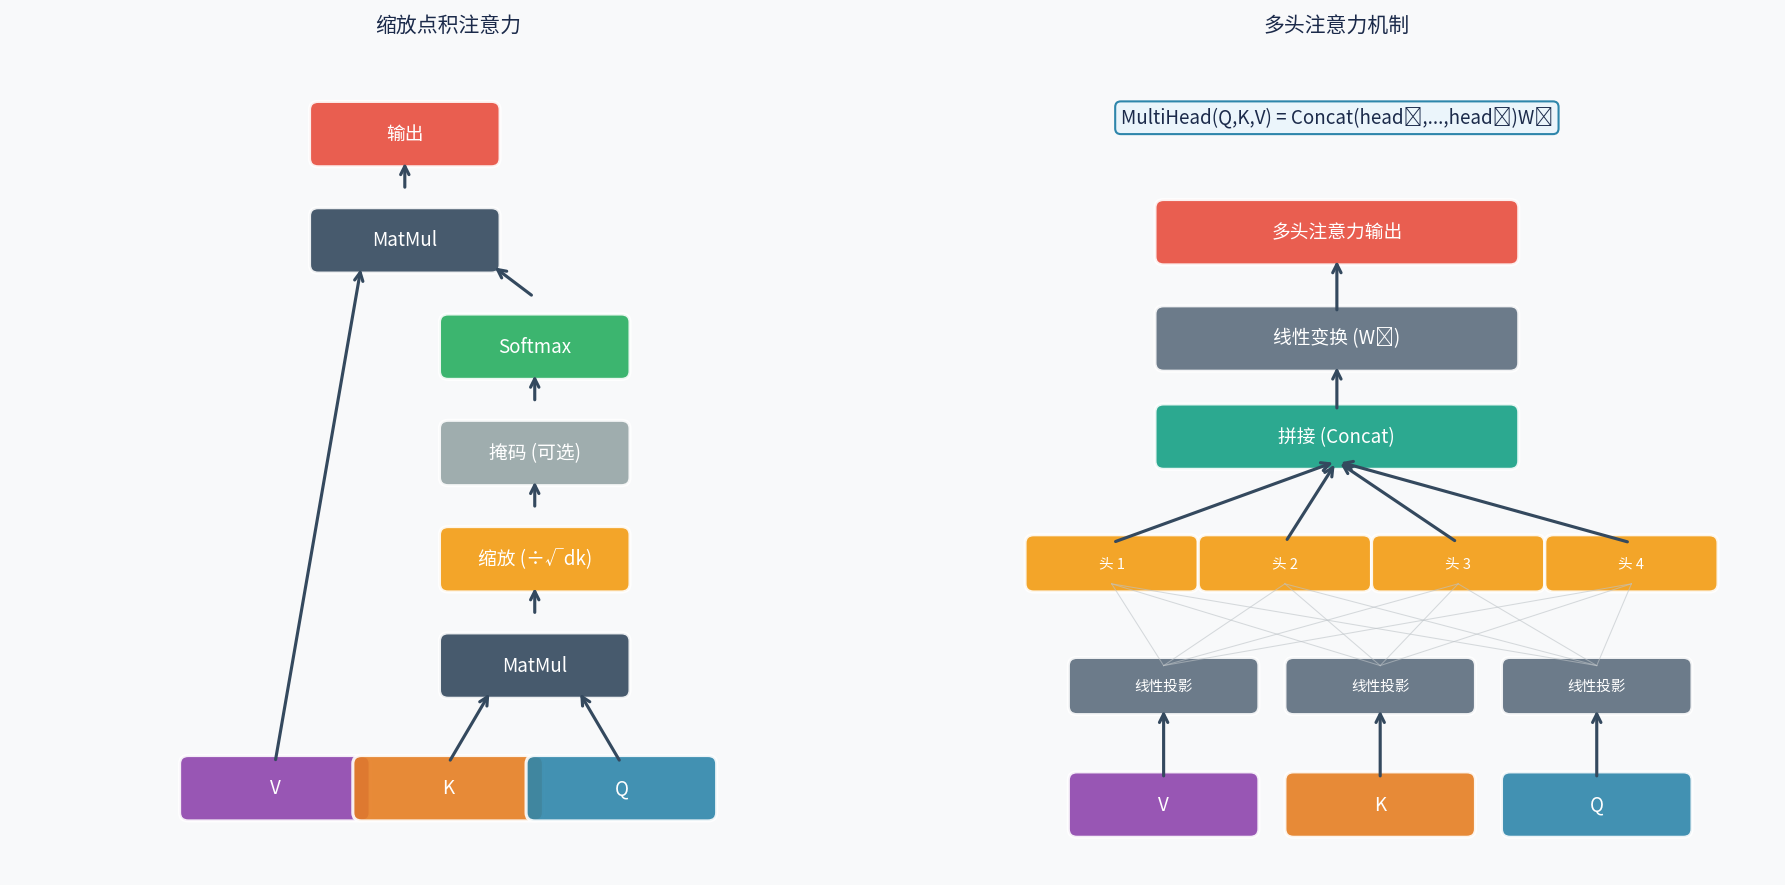 缩放点积注意力
输出
MatMul
Softmax
掩码 (可选)
缩放 (÷√dk)
MatMul
V
K
Q
多头注意力机制
MultiHead(Q,K,V) = Concat(head☒,...,head☒)W☒
多头注意力输出
线性变换 (W☒)
拼接 (Concat)
头 1
头 2
头 3
头 4
线性投影
线性投影
线性投影
V
K
Q